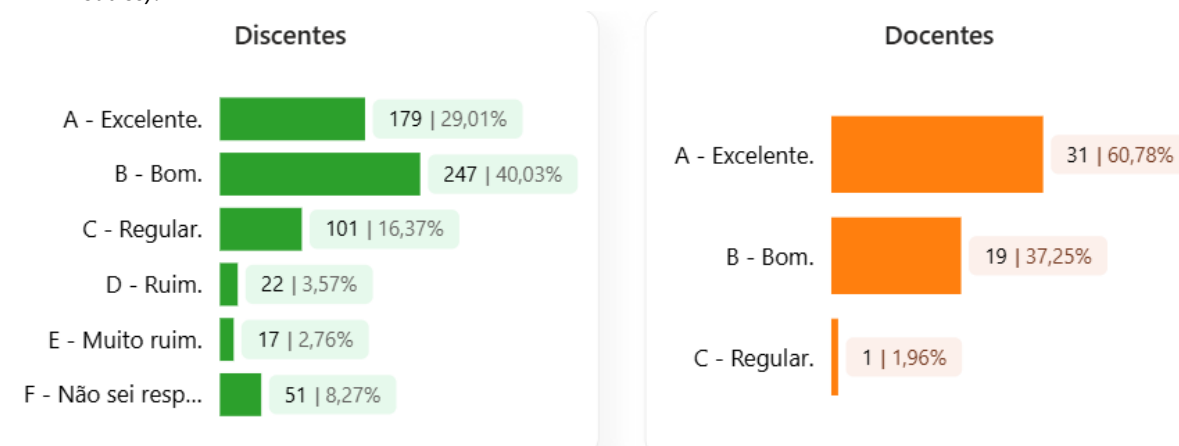 Discentes
A - Excelente. 179 | 29,01%
B - Bom. 247 | 40,03%
C - Regular. 101 | 16,37%
D - Ruim. 22 | 3,57%
E - Muito ruim. 17 | 2,76%
F - Não sei resp... 51 | 8,27%
Docentes
A - Excelente. 31 | 60,78%
B - Bom. 19 | 37,25%
C - Regular. 1 | 1,96%